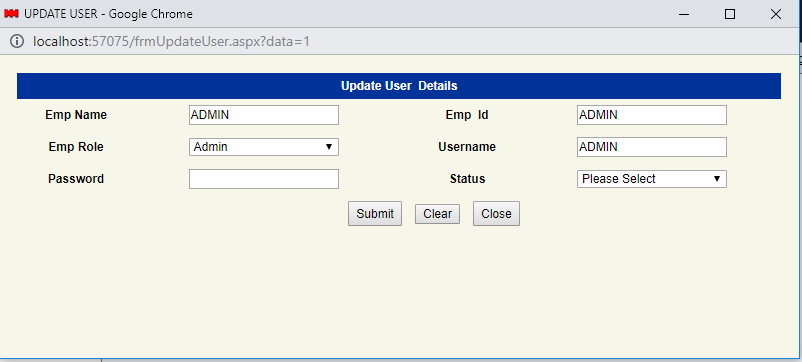 UPDATE USER - Google Chrome
localhost:57075/frmUpdateUser.aspx?data=1
Update User Details
Emp Name ADMIN Emp Id ADMIN
Emp Role Admin Username ADMIN
Password Status Please Select
Submit Clear Close